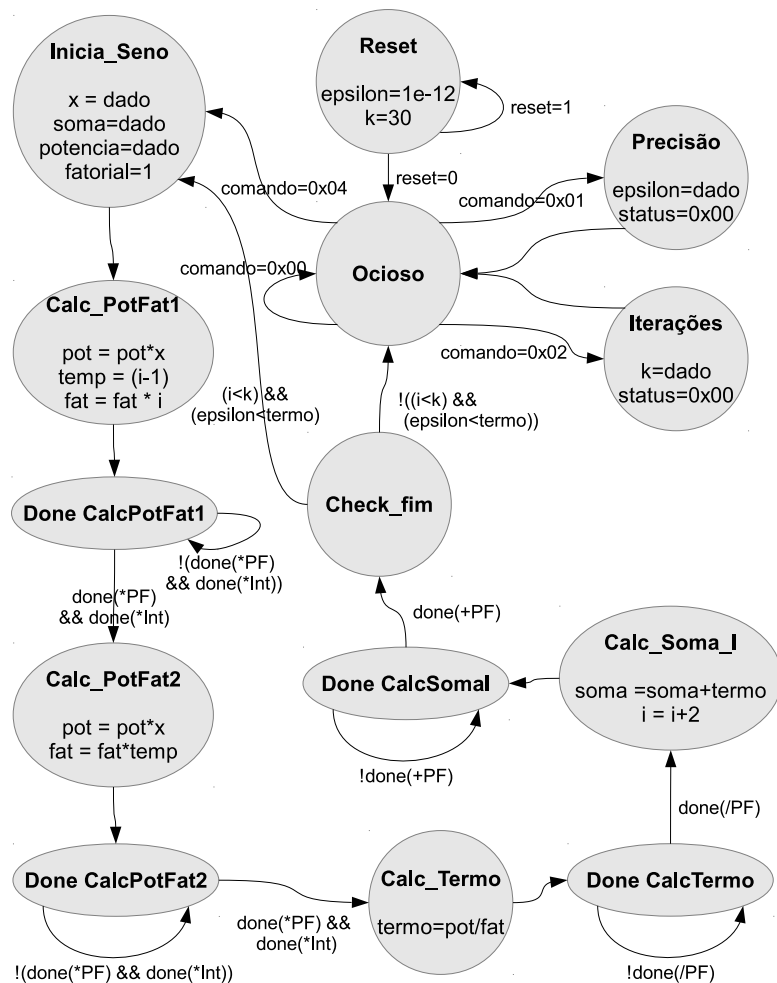 Inicia_Seno
x = dado
soma=dado
potencia=dado
fatorial=1
Reset
epsilon=1e-12
k=30
reset=1
reset=0
Precisão
epsilon=dado
status=0x00
comando=0x04
comando=0x01
Ocioso
comando=0x00
comando=0x02
Iterações
k=dado
status=0x00
Calc_PotFat1
pot = pot*x
temp = (i-1)
fat = fat * i
(i<k) &&
(epsilon<termo)
!((i<k) &&
(epsilon<termo))
Check_fim
Done CalcPotFat1
!(done(*PF)
&& done(*Int))
done(*PF)
&& done(*Int)
done(+PF)
Calc_PotFat2
pot = pot*x
fat = fat*temp
Done CalcSomaI
!done(+PF)
Calc_Soma_I
soma =soma+termo
i = i+2
done(/PF)
Done CalcPotFat2
!(done(*PF) && done(*Int))
done(*PF) &&
done(*Int)
Calc_Termo
termo=pot/fat
Done CalcTermo
!done(/PF)